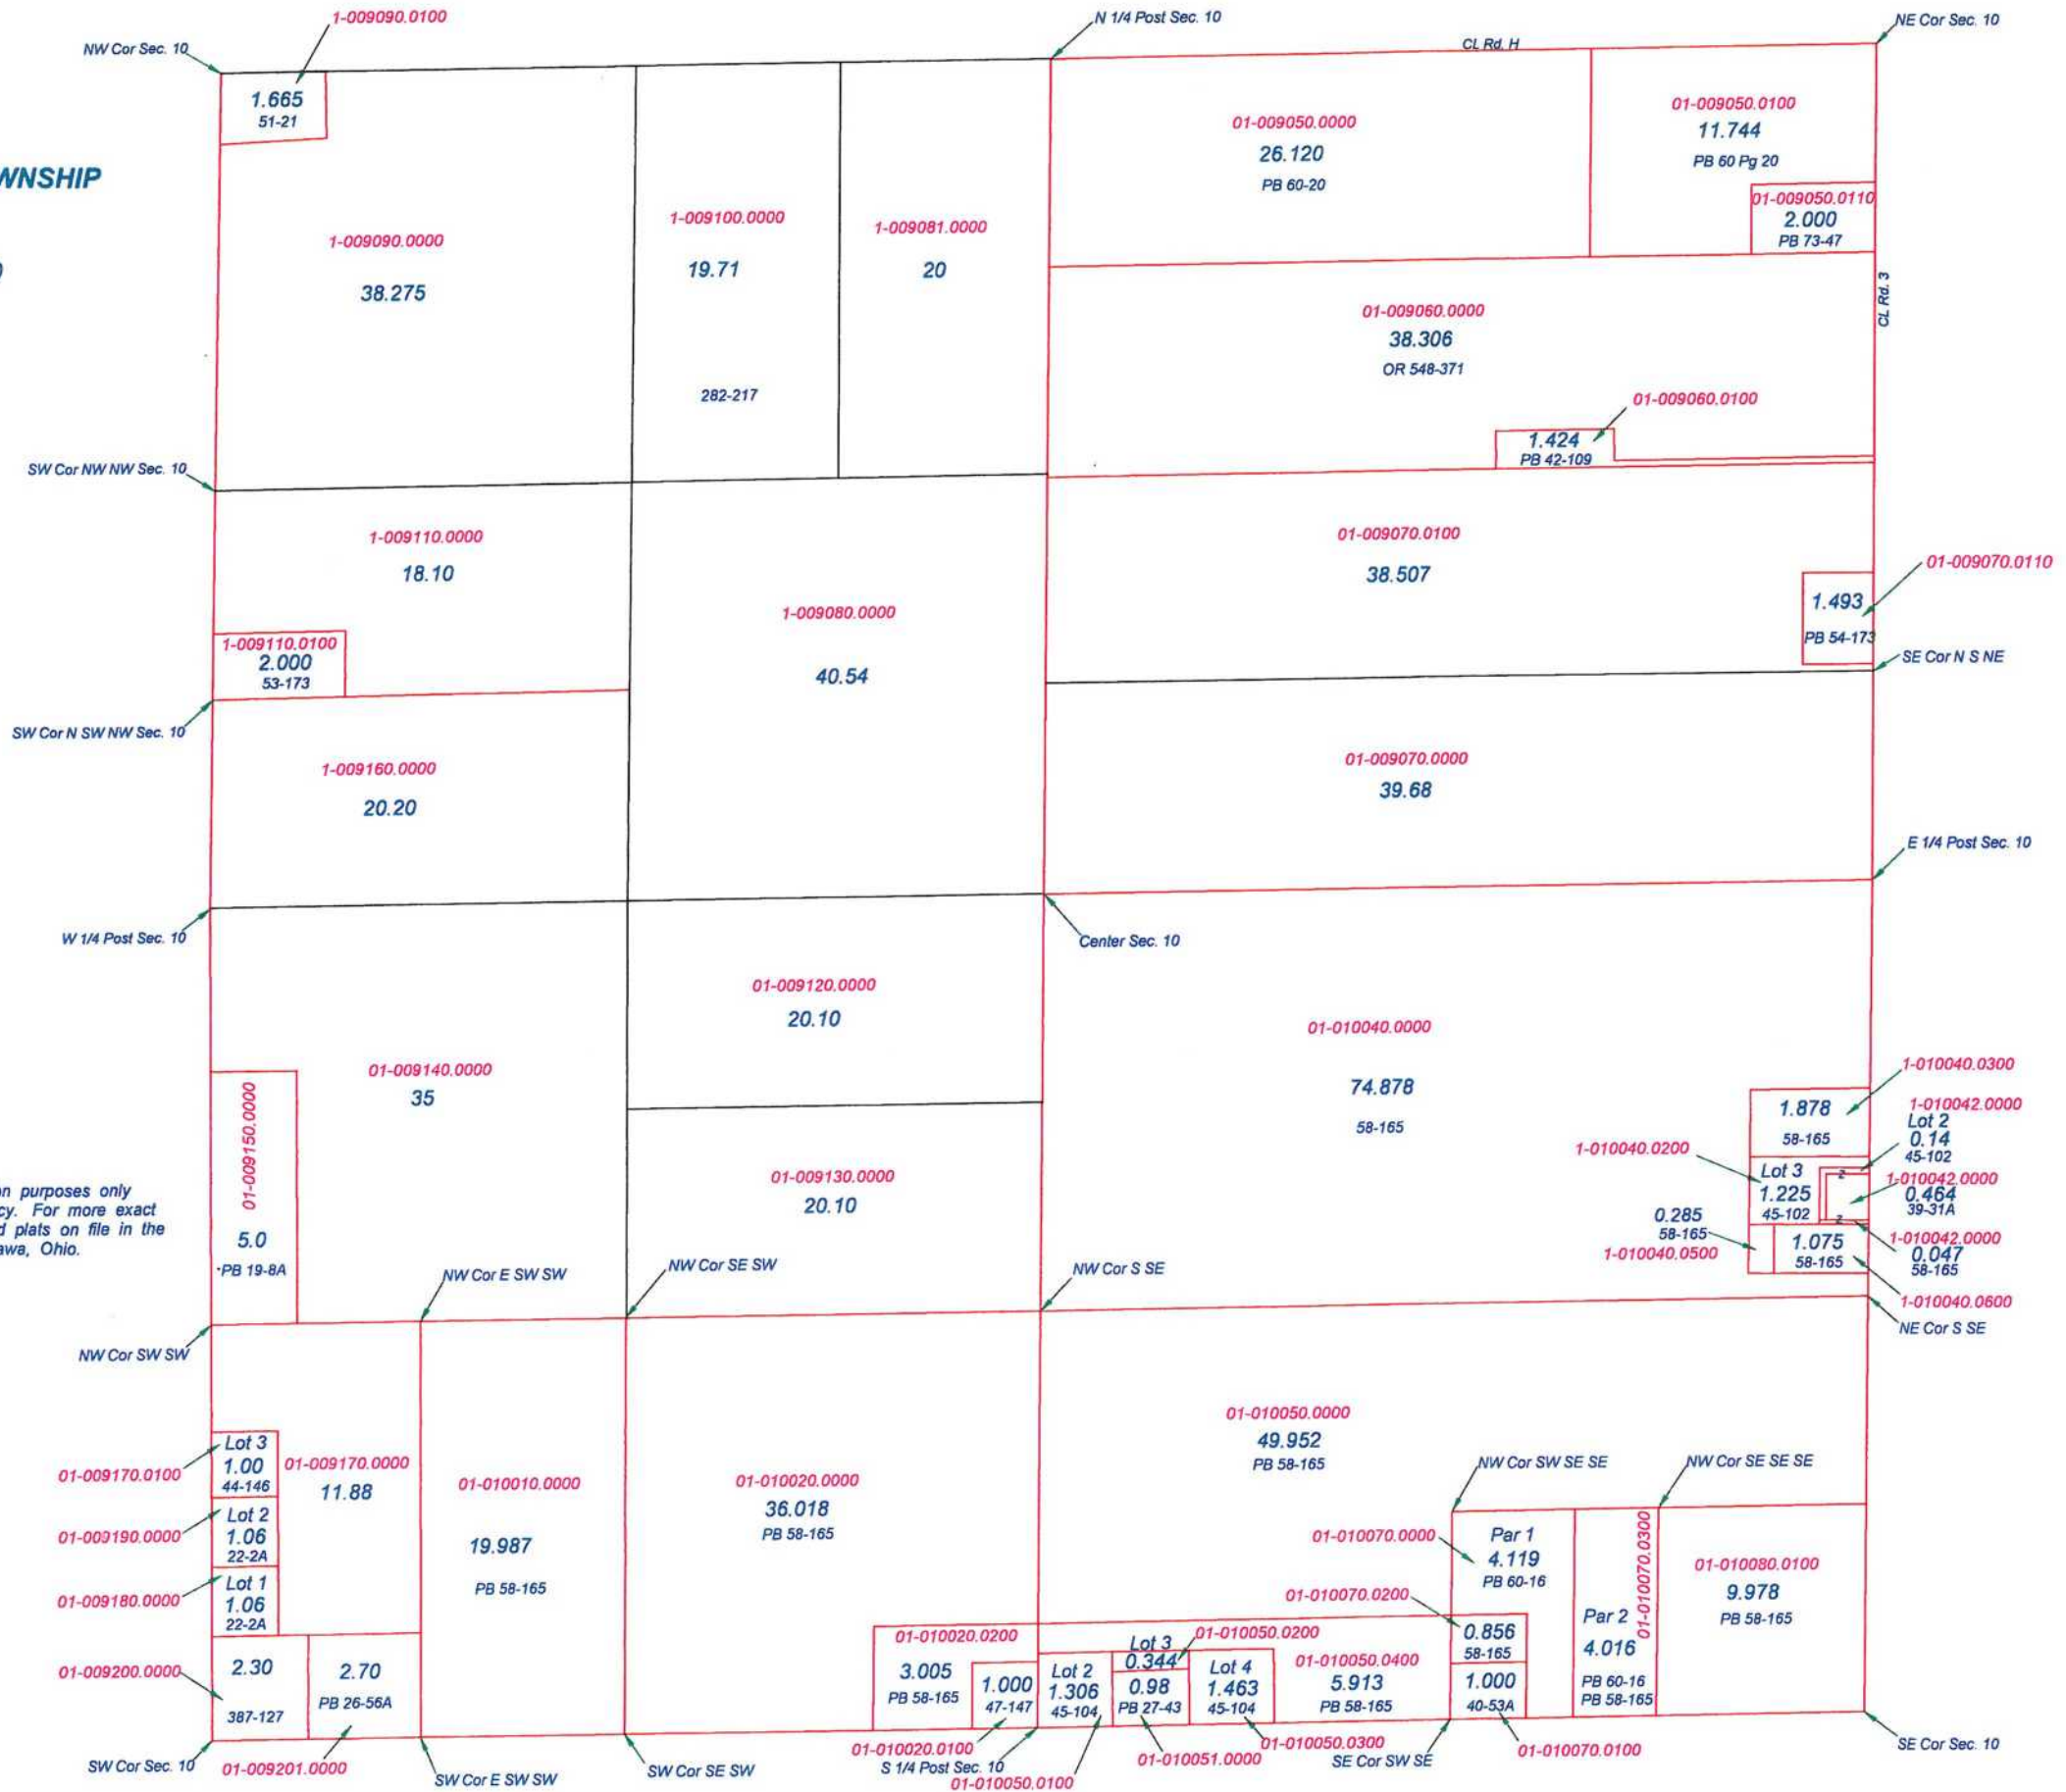 1-009090.0100
NW Cor Sec. 10
N 1/4 Post Sec. 10
CL Rd. H
NE Cor Sec. 10
1.665
51-21
WNSHIP
1-009090.0000
38.275
1-009100.0000
19.71
282-217
1-009081.0000
20
01-009050.0000
26.120
PB 60-20
01-009050.0100
11.744
PB 60 Pg 20
01-009050.0110
2.000
PB 73-47
CL Rd. 3
01-009060.0000
38.306
OR 548-371
01-009060.0100
1.424
PB 42-109
SW Cor NW NW Sec. 10
1-009110.0000
18.10
1-009110.0100
2.000
53-173
SW Cor N SW NW Sec. 10
1-009080.0000
40.54
01-009070.0100
38.507
01-009070.0110
1.493
PB 54-173
SE Cor N S NE
1-009160.0000
20.20
01-009070.0000
39.68
E 1/4 Post Sec. 10
W 1/4 Post Sec. 10
Center Sec. 10
01-009120.0000
20.10
01-009140.0000
35
01-009150.0000
5.0
PB 19-8A
01-009130.0000
20.10
01-010040.0000
74.878
58-165
1-010040.0300
1.878
58-165
1-010042.0000
Lot 2
0.14
45-102
1-010040.0200
Lot 3
1.225
45-102
z
z
1-010042.0000
0.464
39-31A
0.285
58-165
1-010040.0500
1.075
58-165
1-010042.0000
0.047
58-165
1-010040.0600
n purposes only
cy. For more exact
d plats on file in the
awa, Ohio.
NW Cor E SW SW
NW Cor SE SW
NW Cor S SE
NE Cor S SE
NW Cor SW SW
01-009170.0100
Lot 3
1.00
44-146
01-009170.0000
11.88
01-009190.0000
Lot 2
1.06
22-2A
01-009180.0000
Lot 1
1.06
22-2A
01-010010.0000
19.987
PB 58-165
01-010020.0000
36.018
PB 58-165
01-010050.0000
49.952
PB 58-165
NW Cor SW SE SE
NW Cor SE SE SE
01-010070.0000
Par 1
4.119
PB 60-16
01-010070.0300
Par 2
4.016
PB 60-16
PB 58-165
01-010080.0100
9.978
PB 58-165
01-010070.0200
0.856
58-165
1.000
40-53A
01-009200.0000
2.30
387-127
2.70
PB 26-56A
01-010020.0200
3.005
PB 58-165
1.000
47-147
Lot 2
1.306
45-104
Lot 3
0.344
01-010050.0200
0.98
PB 27-43
Lot 4
1.463
45-104
01-010050.0400
5.913
PB 58-165
SW Cor Sec. 10
01-009201.0000
SW Cor E SW SW
SW Cor SE SW
01-010020.0100
S 1/4 Post Sec. 10
01-010050.0100
01-010051.0000
01-010050.0300
SE Cor SW SE
01-010070.0100
SE Cor Sec. 10